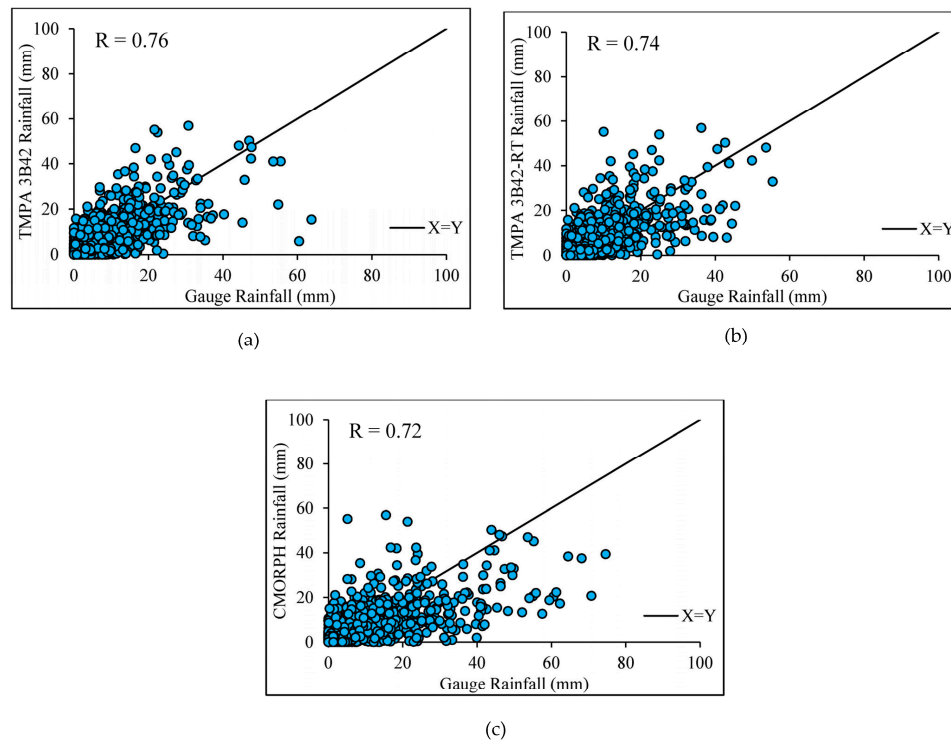 R = 0.76
TMPA 3B42 Rainfall (mm)
100
80
60
40
20
0
X=Y
0 20 40 60 80 100
Gauge Rainfall (mm)
(a)
R = 0.74
TMPA 3B42-RT Rainfall (mm)
100
80
60
40
20
0
X=Y
0 20 40 60 80 100
Gauge Rainfall (mm)
(b)
R = 0.72
CMORPH Rainfall (mm)
100
80
60
40
20
0
X=Y
0 20 40 60 80 100
Gauge Rainfall (mm)
(c)